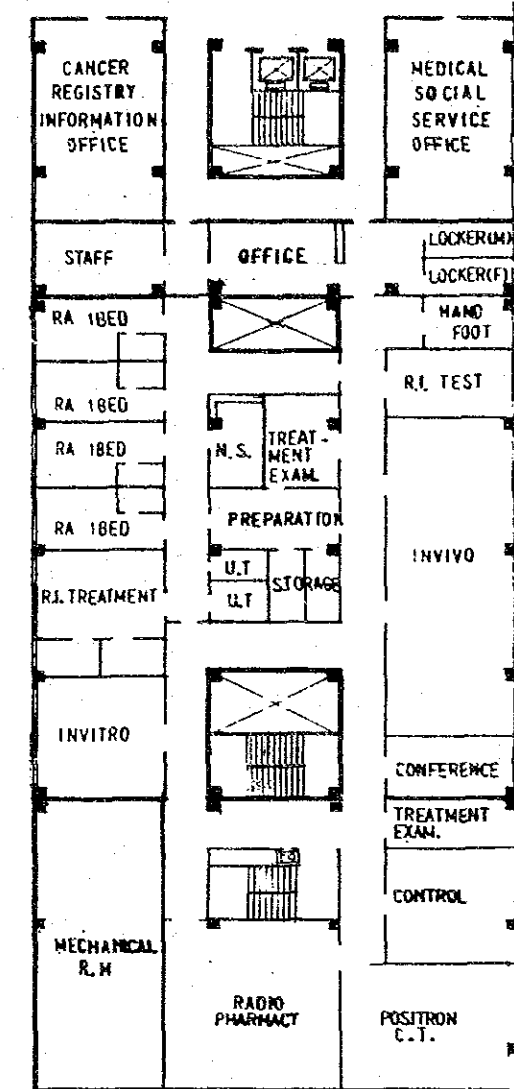 CANCER
REGISTRY
INFORMATION
OFFICE
MEDICAL
SOCIAL
SERVICE
OFFICE
STAFF
OFFICE
LOCKER(M)
LOCKER(F)
RA 1BED
HAND
FOOT
R.I. TEST
RA 1BED
RA 1BED
N.S.
TREAT-
MENT
EXAM.
RA 1BED
PREPARATION
INVIVO
U.T
U.T
STORAGE
R.I. TREATMENT
INVITRO
CONFERENCE
TREATMENT
EXAM.
CONTROL
MECHANICAL
R.M
RADIO
PHARMACT
POSITRON
C.T.